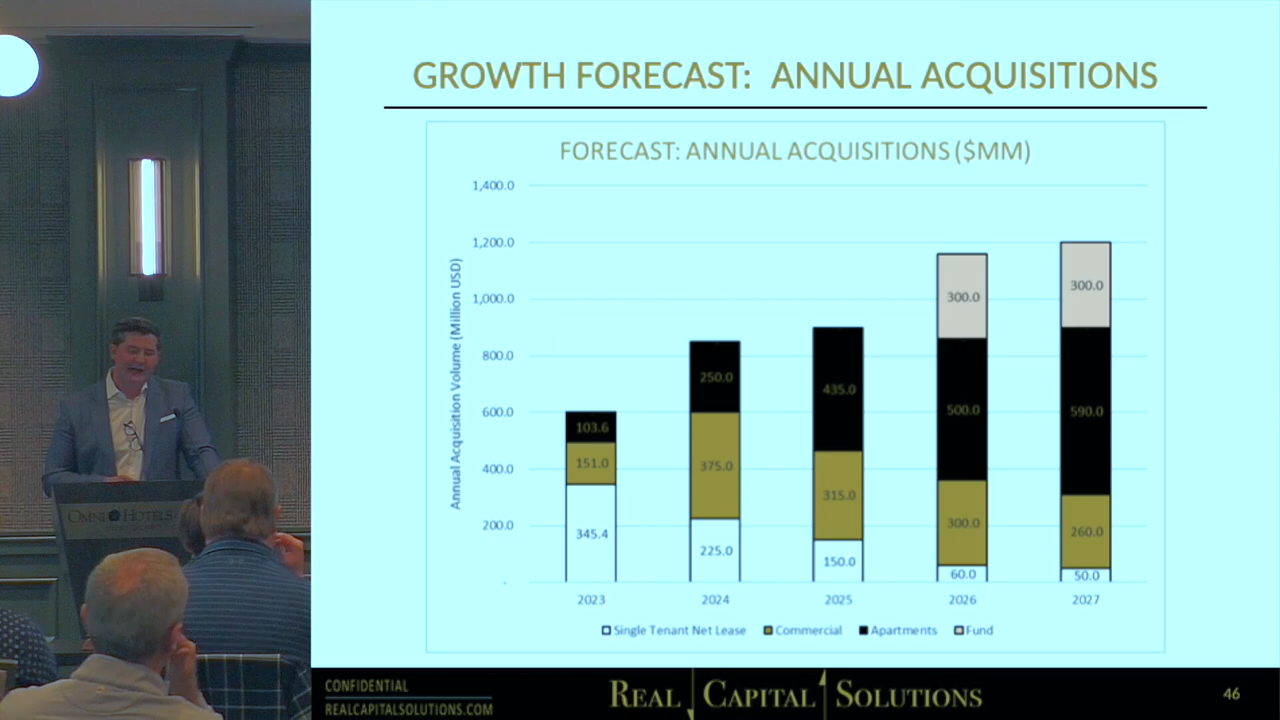 GROWTH FORECAST: ANNUAL ACQUISITIONS
FORECAST: ANNUAL ACQUISITIONS ($MM)
Annual Acquisition Volume (Million USD)
1,400.0
1,200.0
1,000.0
800.0
600.0
400.0
200.0
-
103.6
151.0
345.4
250.0
375.0
225.0
435.0
315.0
150.0
300.0
500.0
300.0
60.0
300.0
590.0
260.0
50.0
2023 2024 2025 2026 2027
Single Tenant Net Lease Commercial Apartments Fund
OMNI HOTELS
CONFIDENTIAL
REALCAPITALSOLUTIONS.COM
REAL CAPITAL SOLUTIONS
46